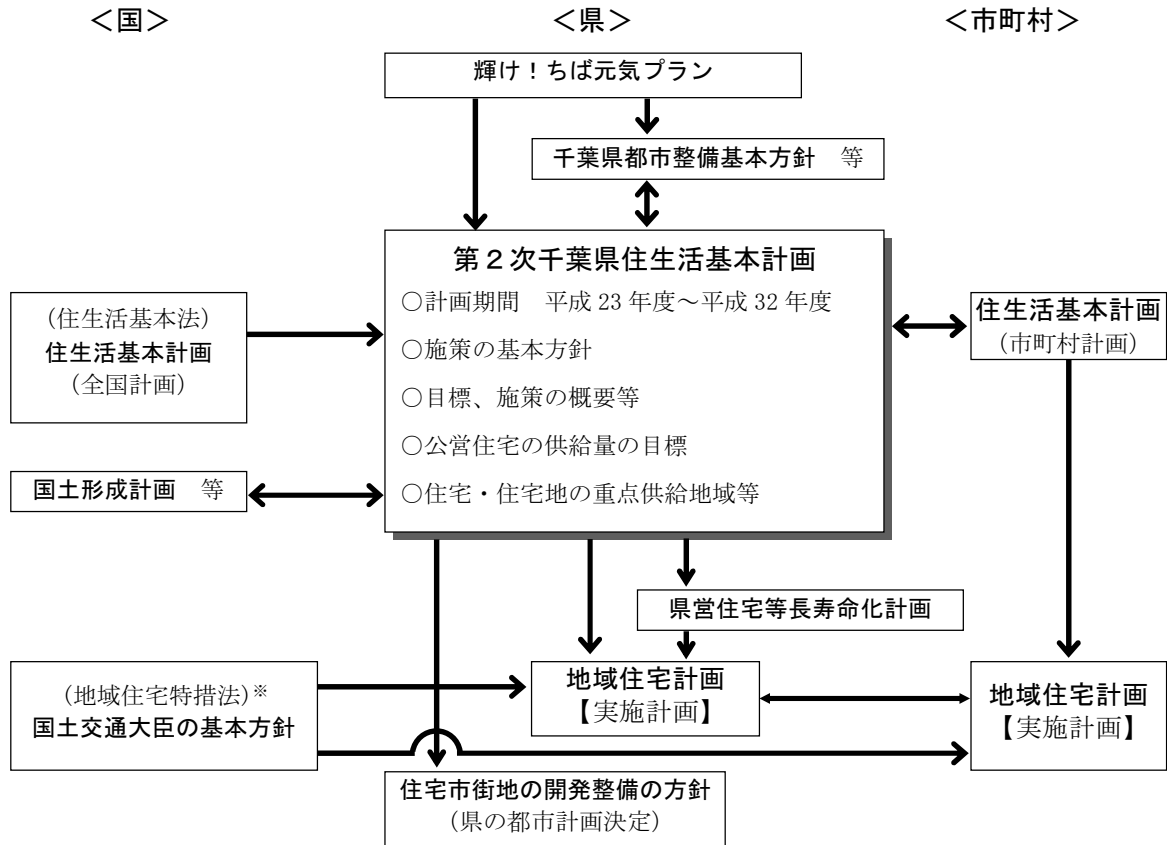 ＜国＞
＜県＞
＜市町村＞
輝け！ちば元気プラン
千葉県都市整備基本方針　等
第２次千葉県住生活基本計画
○計画期間　平成 23 年度～平成 32 年度
○施策の基本方針
○目標、施策の概要等
○公営住宅の供給量の目標
○住宅・住宅地の重点供給地域等
（住生活基本法）
住生活基本計画
（全国計画）
国土形成計画　等
住生活基本計画
（市町村計画）
県営住宅等長寿命化計画
（地域住宅特措法）※
国土交通大臣の基本方針
地域住宅計画
【実施計画】
地域住宅計画
【実施計画】
住宅市街地の開発整備の方針
（県の都市計画決定）